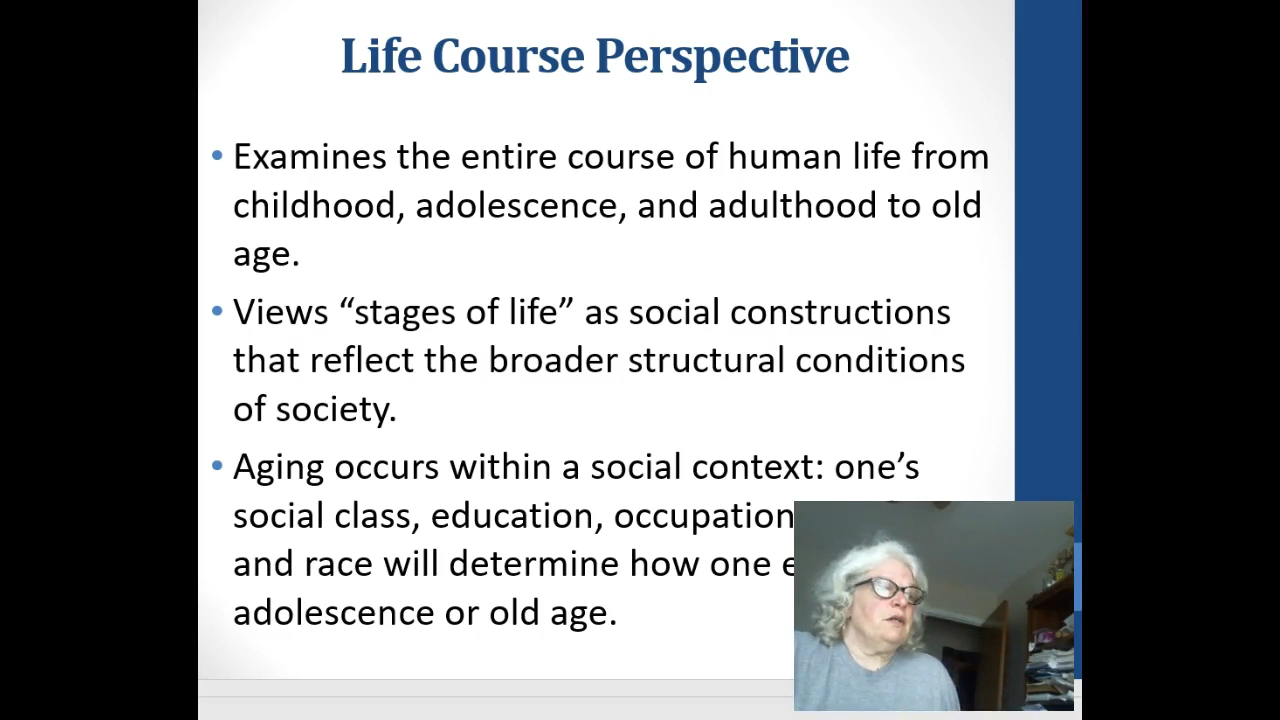 Life Course Perspective
• Examines the entire course of human life from
childhood, adolescence, and adulthood to old
age.
• Views “stages of life” as social constructions
that reflect the broader structural conditions
of society.
• Aging occurs within a social context: one’s
social class, education, occupation
and race will determine how one
adolescence or old age.